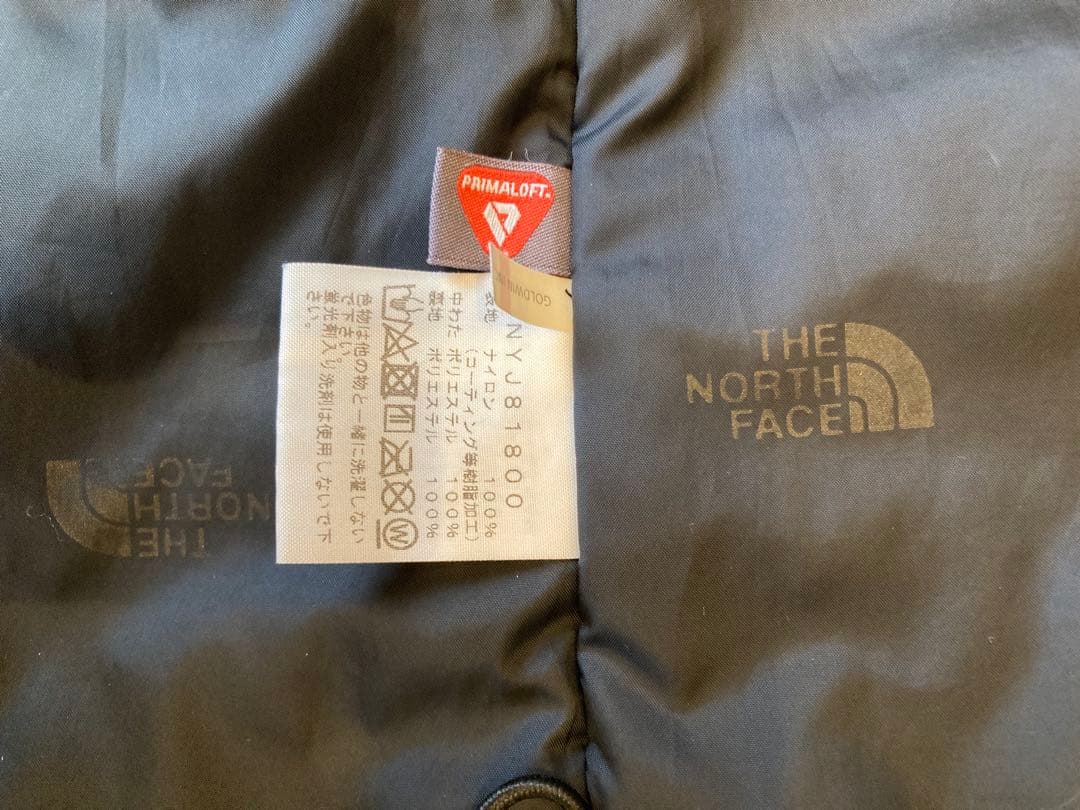 PRIMALOFT
GOLDWIN IN
NYJ81800
表地 ナイロン 100%
(コーティング等樹脂加工)
中わた ポリエステル 100%
裏地 ポリエステル 100%
W
色物は他の物と一緒に洗濯しない
で下さい。
蛍光剤入り洗剤は使用しないで下
さい。
THE
NORTH
FACE
THE
NORTH
FACE